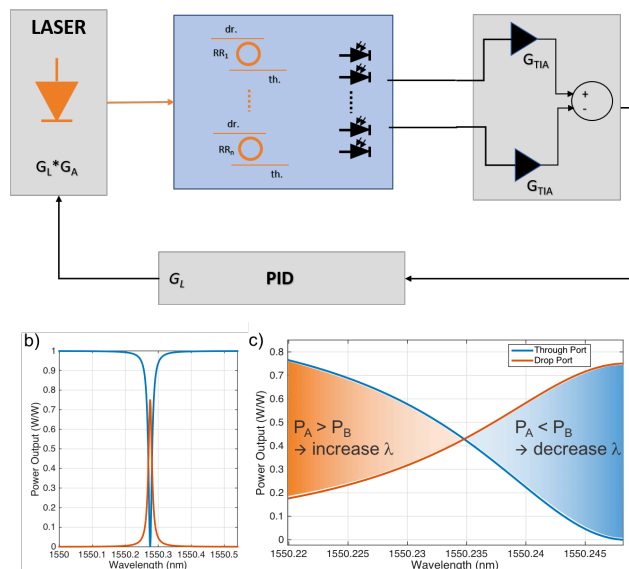 LASER
G_L*G_A
dr.
RR_1
th.
dr.
RR_n
th.
G_TIA
+
-
G_TIA
G_L
PID
b)
Power Output (W/W)
1
0.9
0.8
0.7
0.6
0.5
0.4
0.3
0.2
0.1
0
1550 1550.1 1550.2 1550.3 1550.4 1550.5
Wavelength (nm)
c)
Power Output (W/W)
0.8
0.7
0.6
0.5
0.4
0.3
0.2
0.1
0
Through Port
Drop Port
P_A > P_B
→ increase λ
P_A < P_B
→ decrease λ
1550.22 1550.225 1550.23 1550.235 1550.24 1550.245
Wavelength (nm)